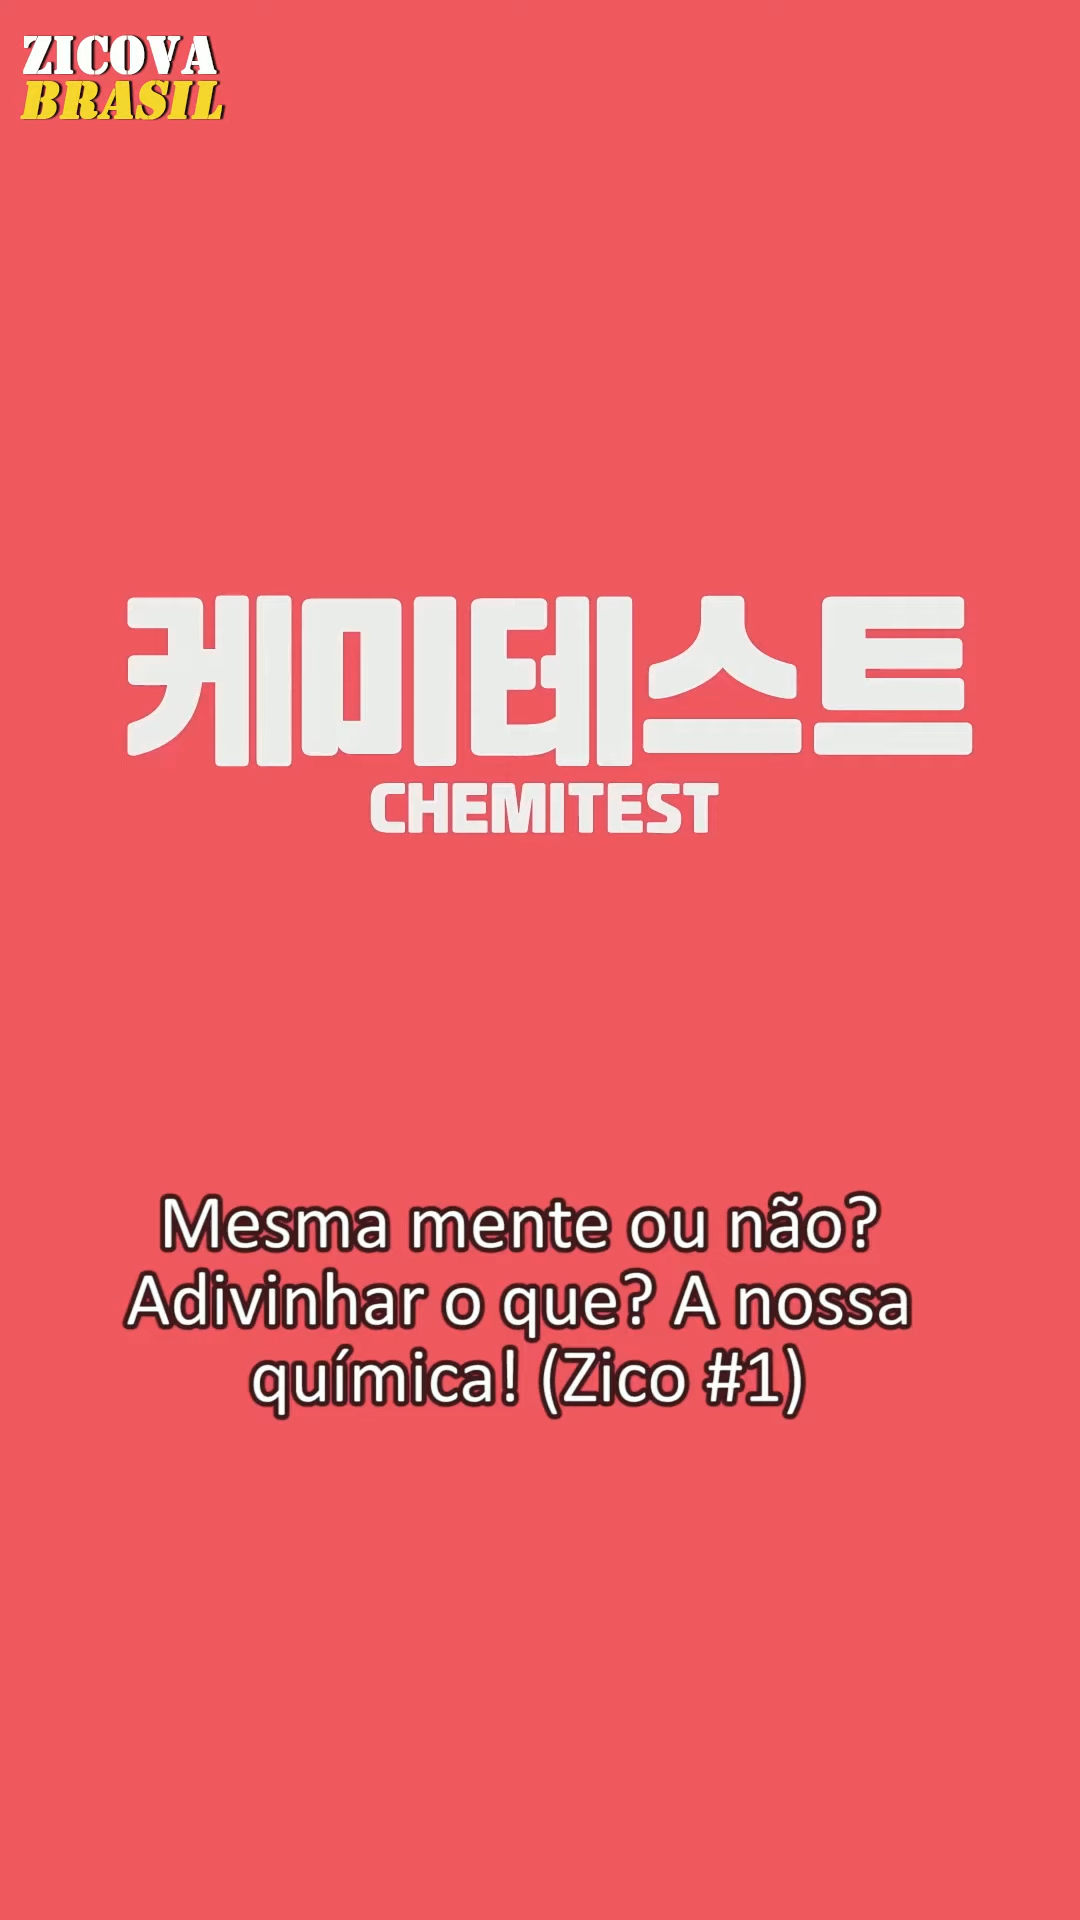 ZICOVA
BRASIL
케미테스트
CHEMITEST
Mesma mente ou não?
Adivinhar o que? A nossa
química! (Zico #1)